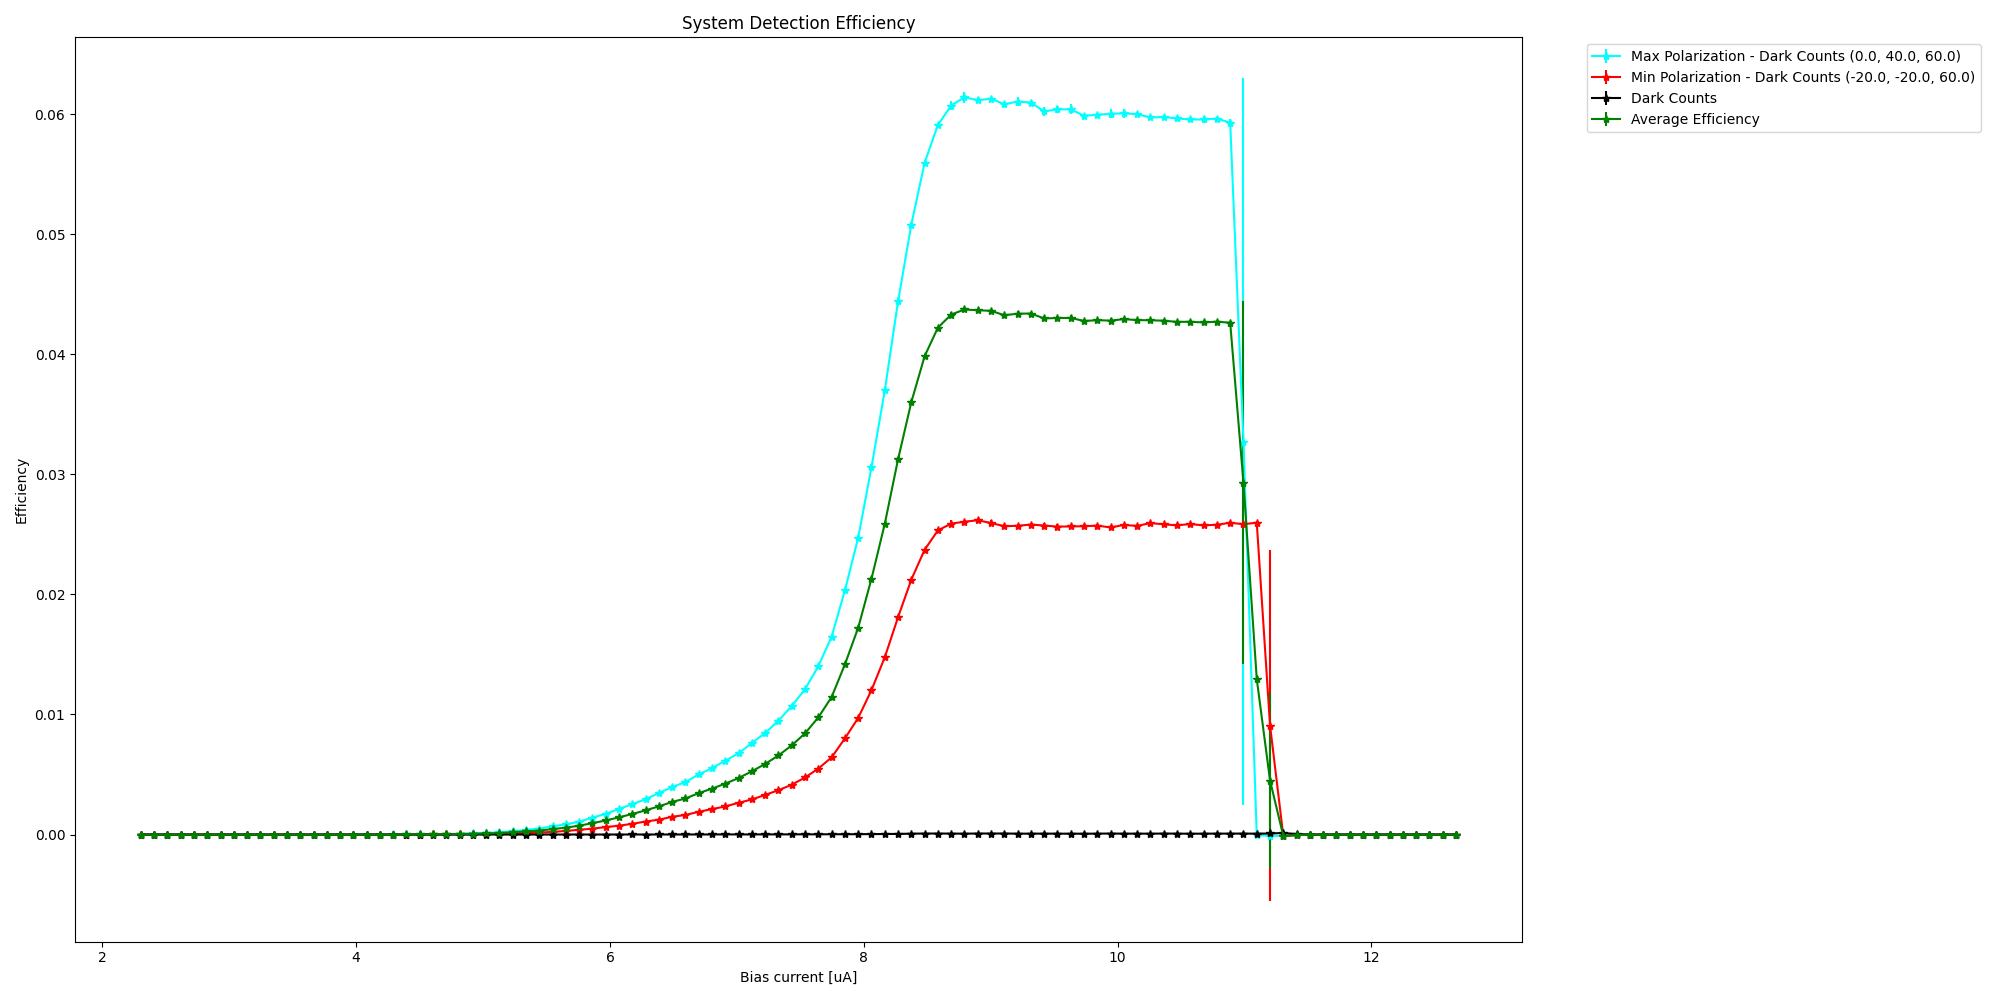 System Detection Efficiency
Max Polarization - Dark Counts (0.0, 40.0, 60.0)
Min Polarization - Dark Counts (-20.0, -20.0, 60.0)
Dark Counts
Average Efficiency
Efficiency
0.06
0.05
0.04
0.03
0.02
0.01
0.00
2 4 6 8 10 12
Bias current [uA]